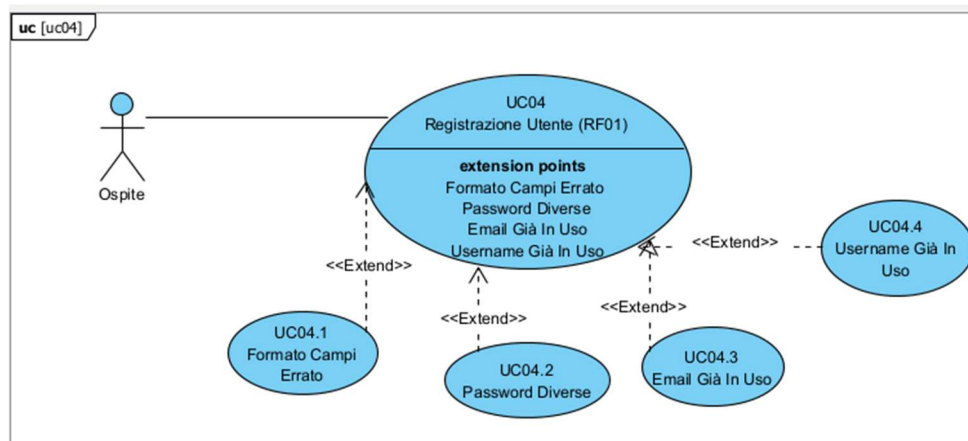 uc [uc04]
Ospite
UC04
Registrazione Utente (RF01)
extension points
Formato Campi Errato
Password Diverse
Email Già In Uso
Username Già In Uso
<<Extend>>
<<Extend>>
<<Extend>>
<<Extend>>
UC04.1
Formato Campi
Errato
UC04.2
Password Diverse
UC04.3
Email Già In Uso
UC04.4
Username Già In
Uso